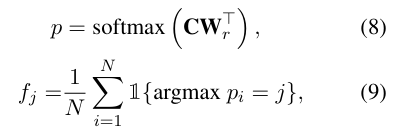 p = softmax (CW_r^⊤), (8)
f_j = 1/N ∑_{i=1}^{N} 𝟙{argmax p_i = j}, (9)